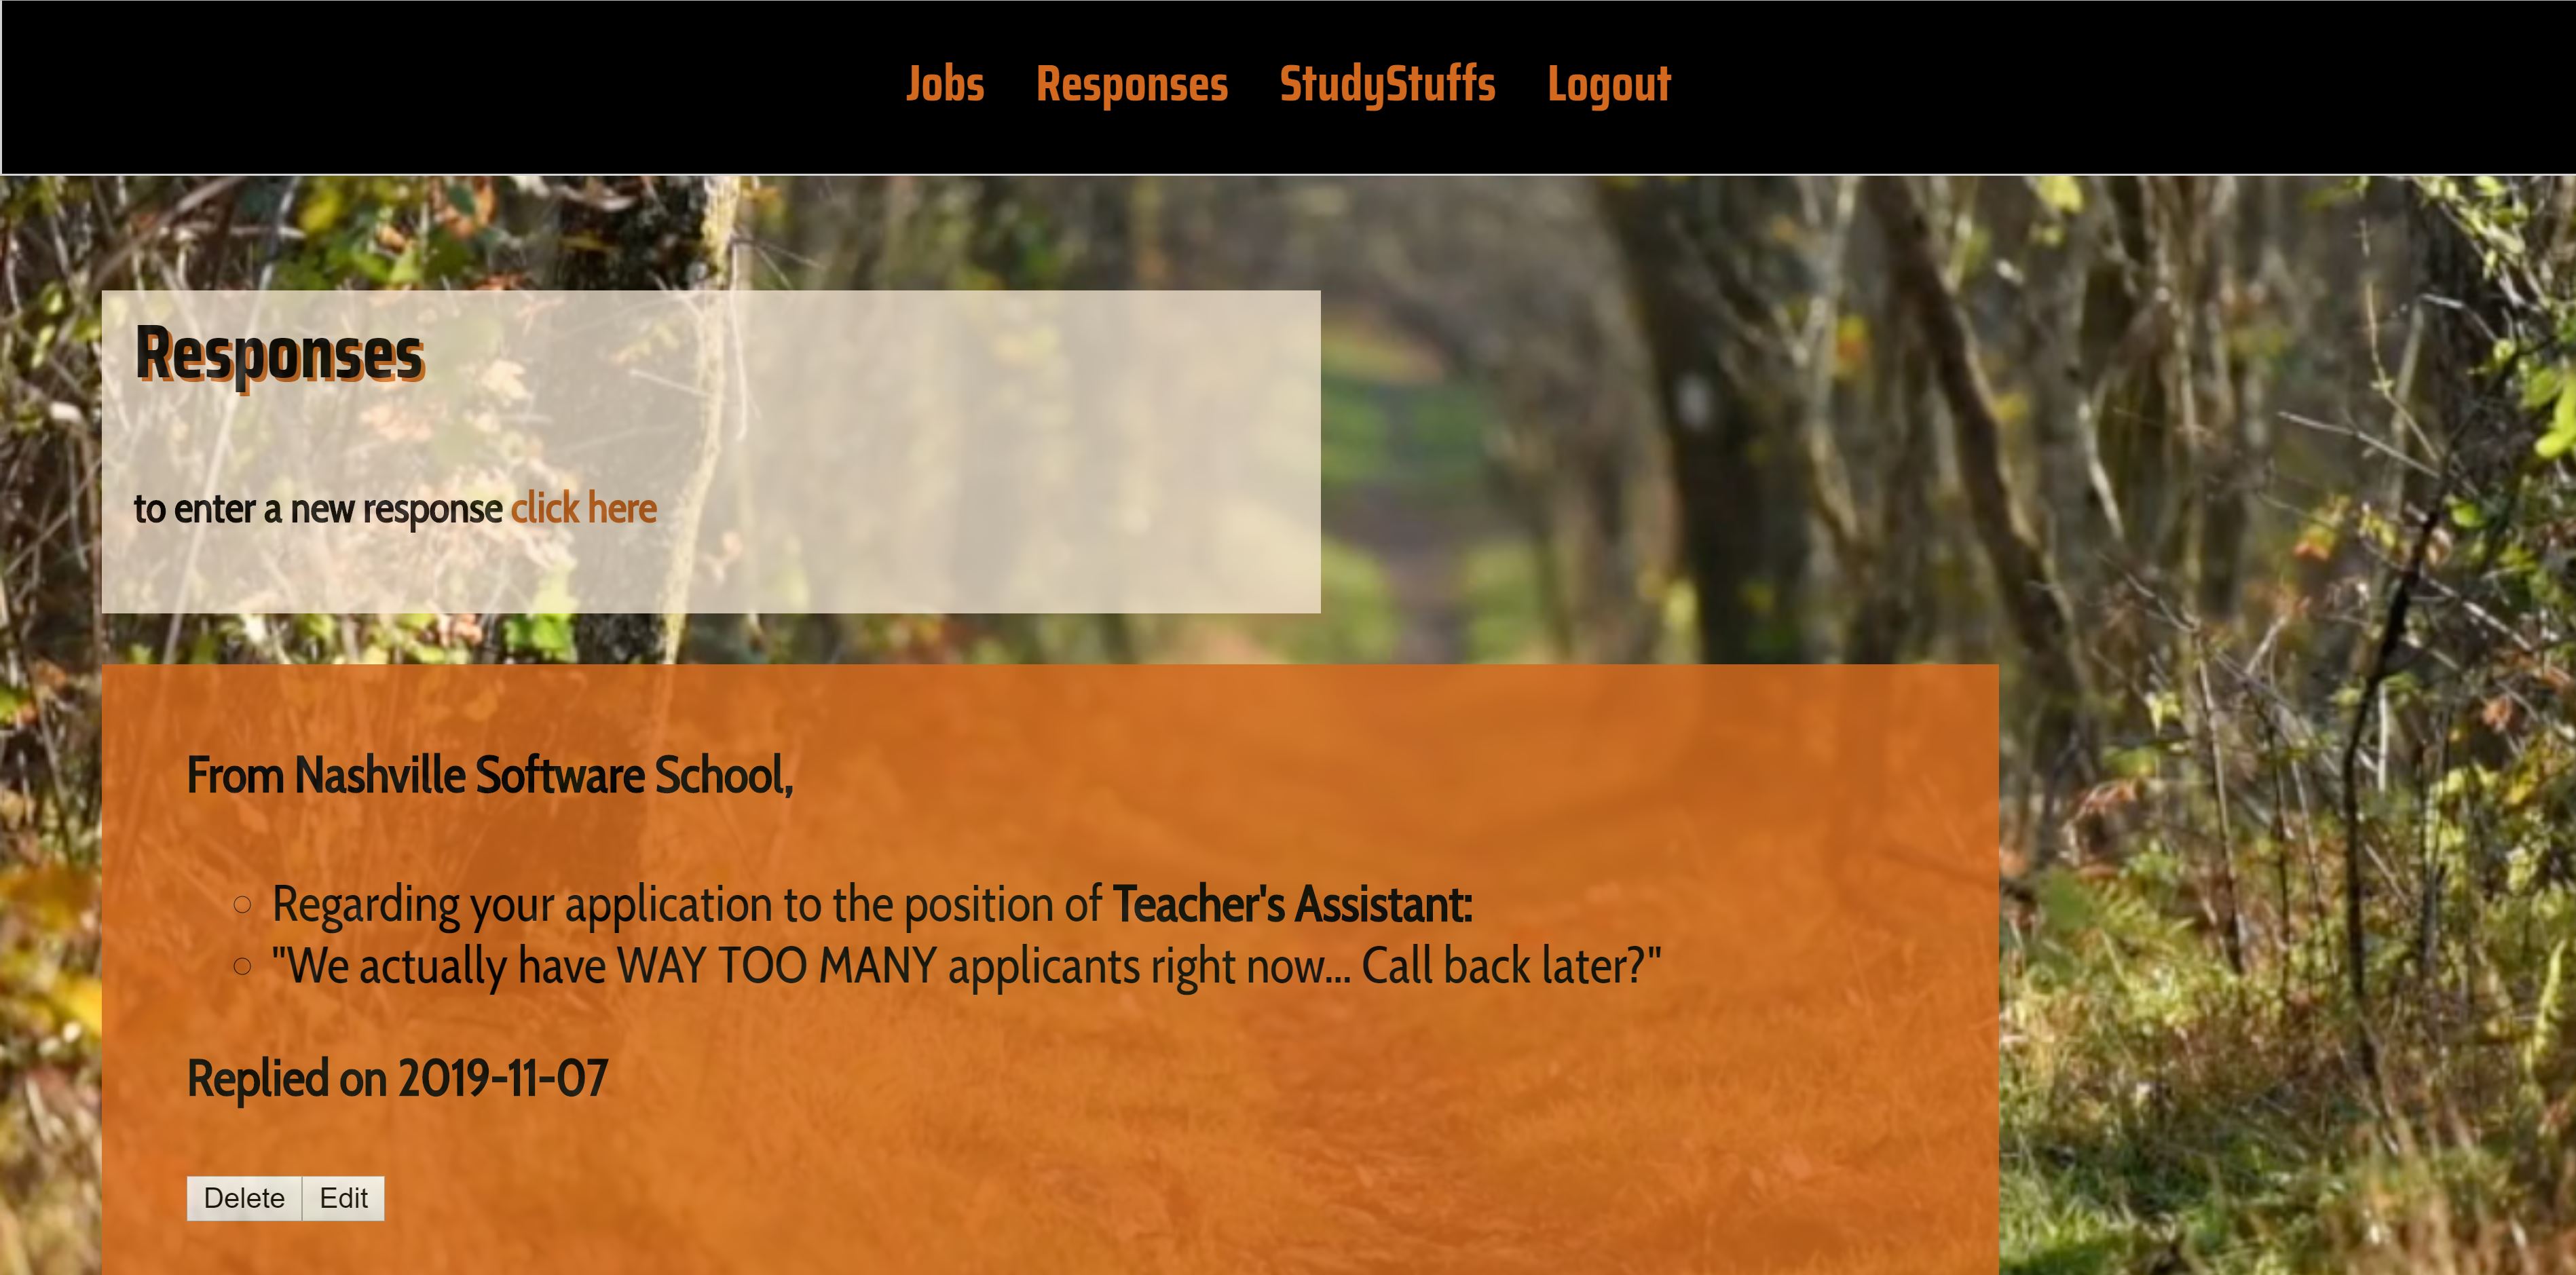 Jobs Responses StudyStuffs Logout
Responses
to enter a new response click here
From Nashville Software School,
Regarding your application to the position of Teacher's Assistant:
"We actually have WAY TOO MANY applicants right now... Call back later?"
Replied on 2019-11-07
Delete Edit